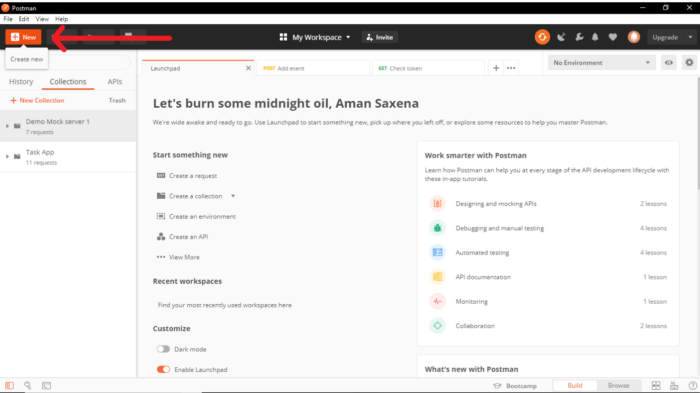 Postman
File Edit View Help
New
My Workspace
Invite
Upgrade
Create new
Launchpad
POST Add event
GET Check token
No Environment
History Collections APIs
New Collection
Trash
Demo Mock server 1
7 requests
Task App
11 requests
Let's burn some midnight oil, Aman Saxena
We're wide awake and ready to go. Use Launchpad to start something new, pick up where you left off, or explore some resources to help you master Postman.
Start something new
Create a request
Create a collection
Create an environment
Create an API
View More
Recent workspaces
Find your most recently used workspaces here
Customize
Dark mode
Enable Launchpad
Work smarter with Postman
Learn how Postman can help you at every stage of the API development lifecycle with
these in-app tutorials.
Designing and mocking APIs 2 lessons
Debugging and manual testing 4 lessons
Automated testing 4 lessons
API documentation 1 lesson
Monitoring 1 lesson
Collaboration 2 lessons
What's new with Postman
Bootcamp
Build
Browse